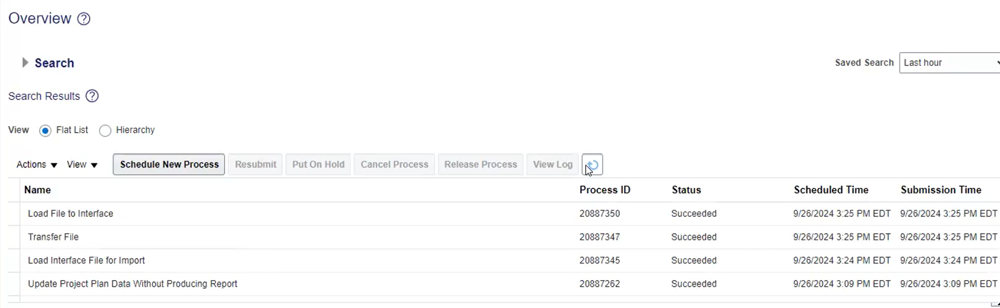 Overview ?
Search
Saved Search Last hour
Search Results ?
View Flat List Hierarchy
Actions View Schedule New Process Resubmit Put On Hold Cancel Process Release Process View Log
Name Process ID Status Scheduled Time Submission Time
Load File to Interface 20887350 Succeeded 9/26/2024 3:25 PM EDT 9/26/2024 3:25 PM EDT
Transfer File 20887347 Succeeded 9/26/2024 3:25 PM EDT 9/26/2024 3:25 PM EDT
Load Interface File for Import 20887345 Succeeded 9/26/2024 3:24 PM EDT 9/26/2024 3:24 PM EDT
Update Project Plan Data Without Producing Report 20887262 Succeeded 9/26/2024 3:09 PM EDT 9/26/2024 3:09 PM EDT